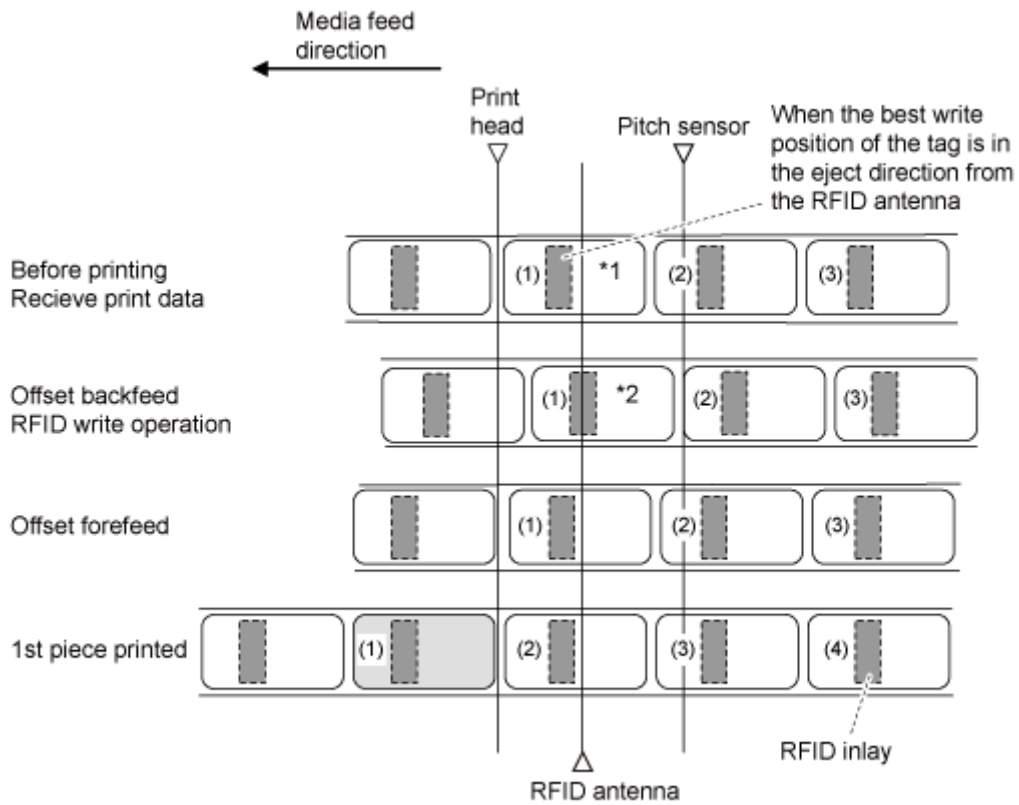 Media feed
direction
Print
head
Pitch sensor
When the best write
position of the tag is in
the eject direction from
the RFID antenna
Before printing
Recieve print data
(1) *1 (2) (3)
Offset backfeed
RFID write operation
(1) *2 (2) (3)
Offset forefeed
(1) (2) (3)
1st piece printed
(1) (2) (3) (4)
RFID inlay
RFID antenna